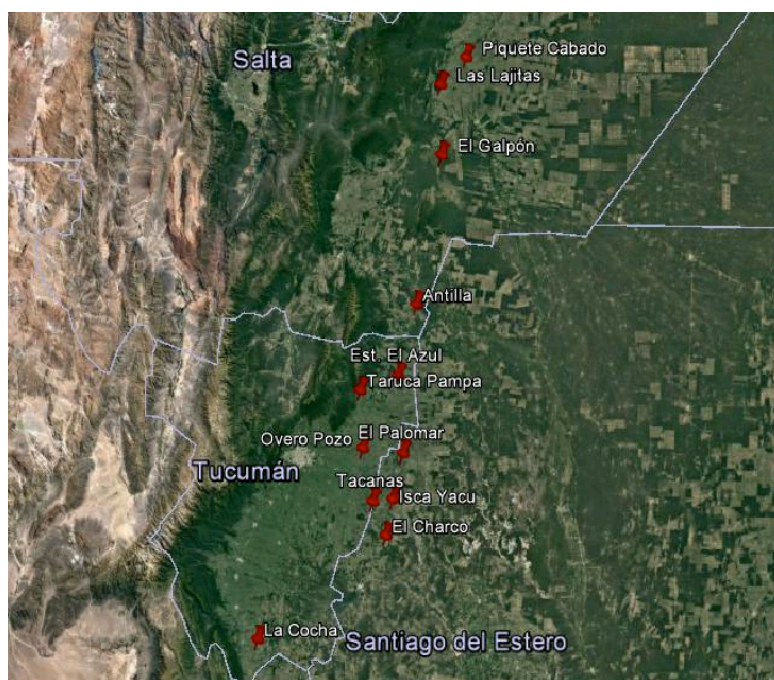 Piquete Cabado
Salta
Las Lajitas
El Galpón
Antilla
Est. El Azul
Taruca Pampa
Overo Pozo
El Palomar
Tucumán
Tacanas
Isca Yacu
El Charco
La Cocha
Santiago del Estero